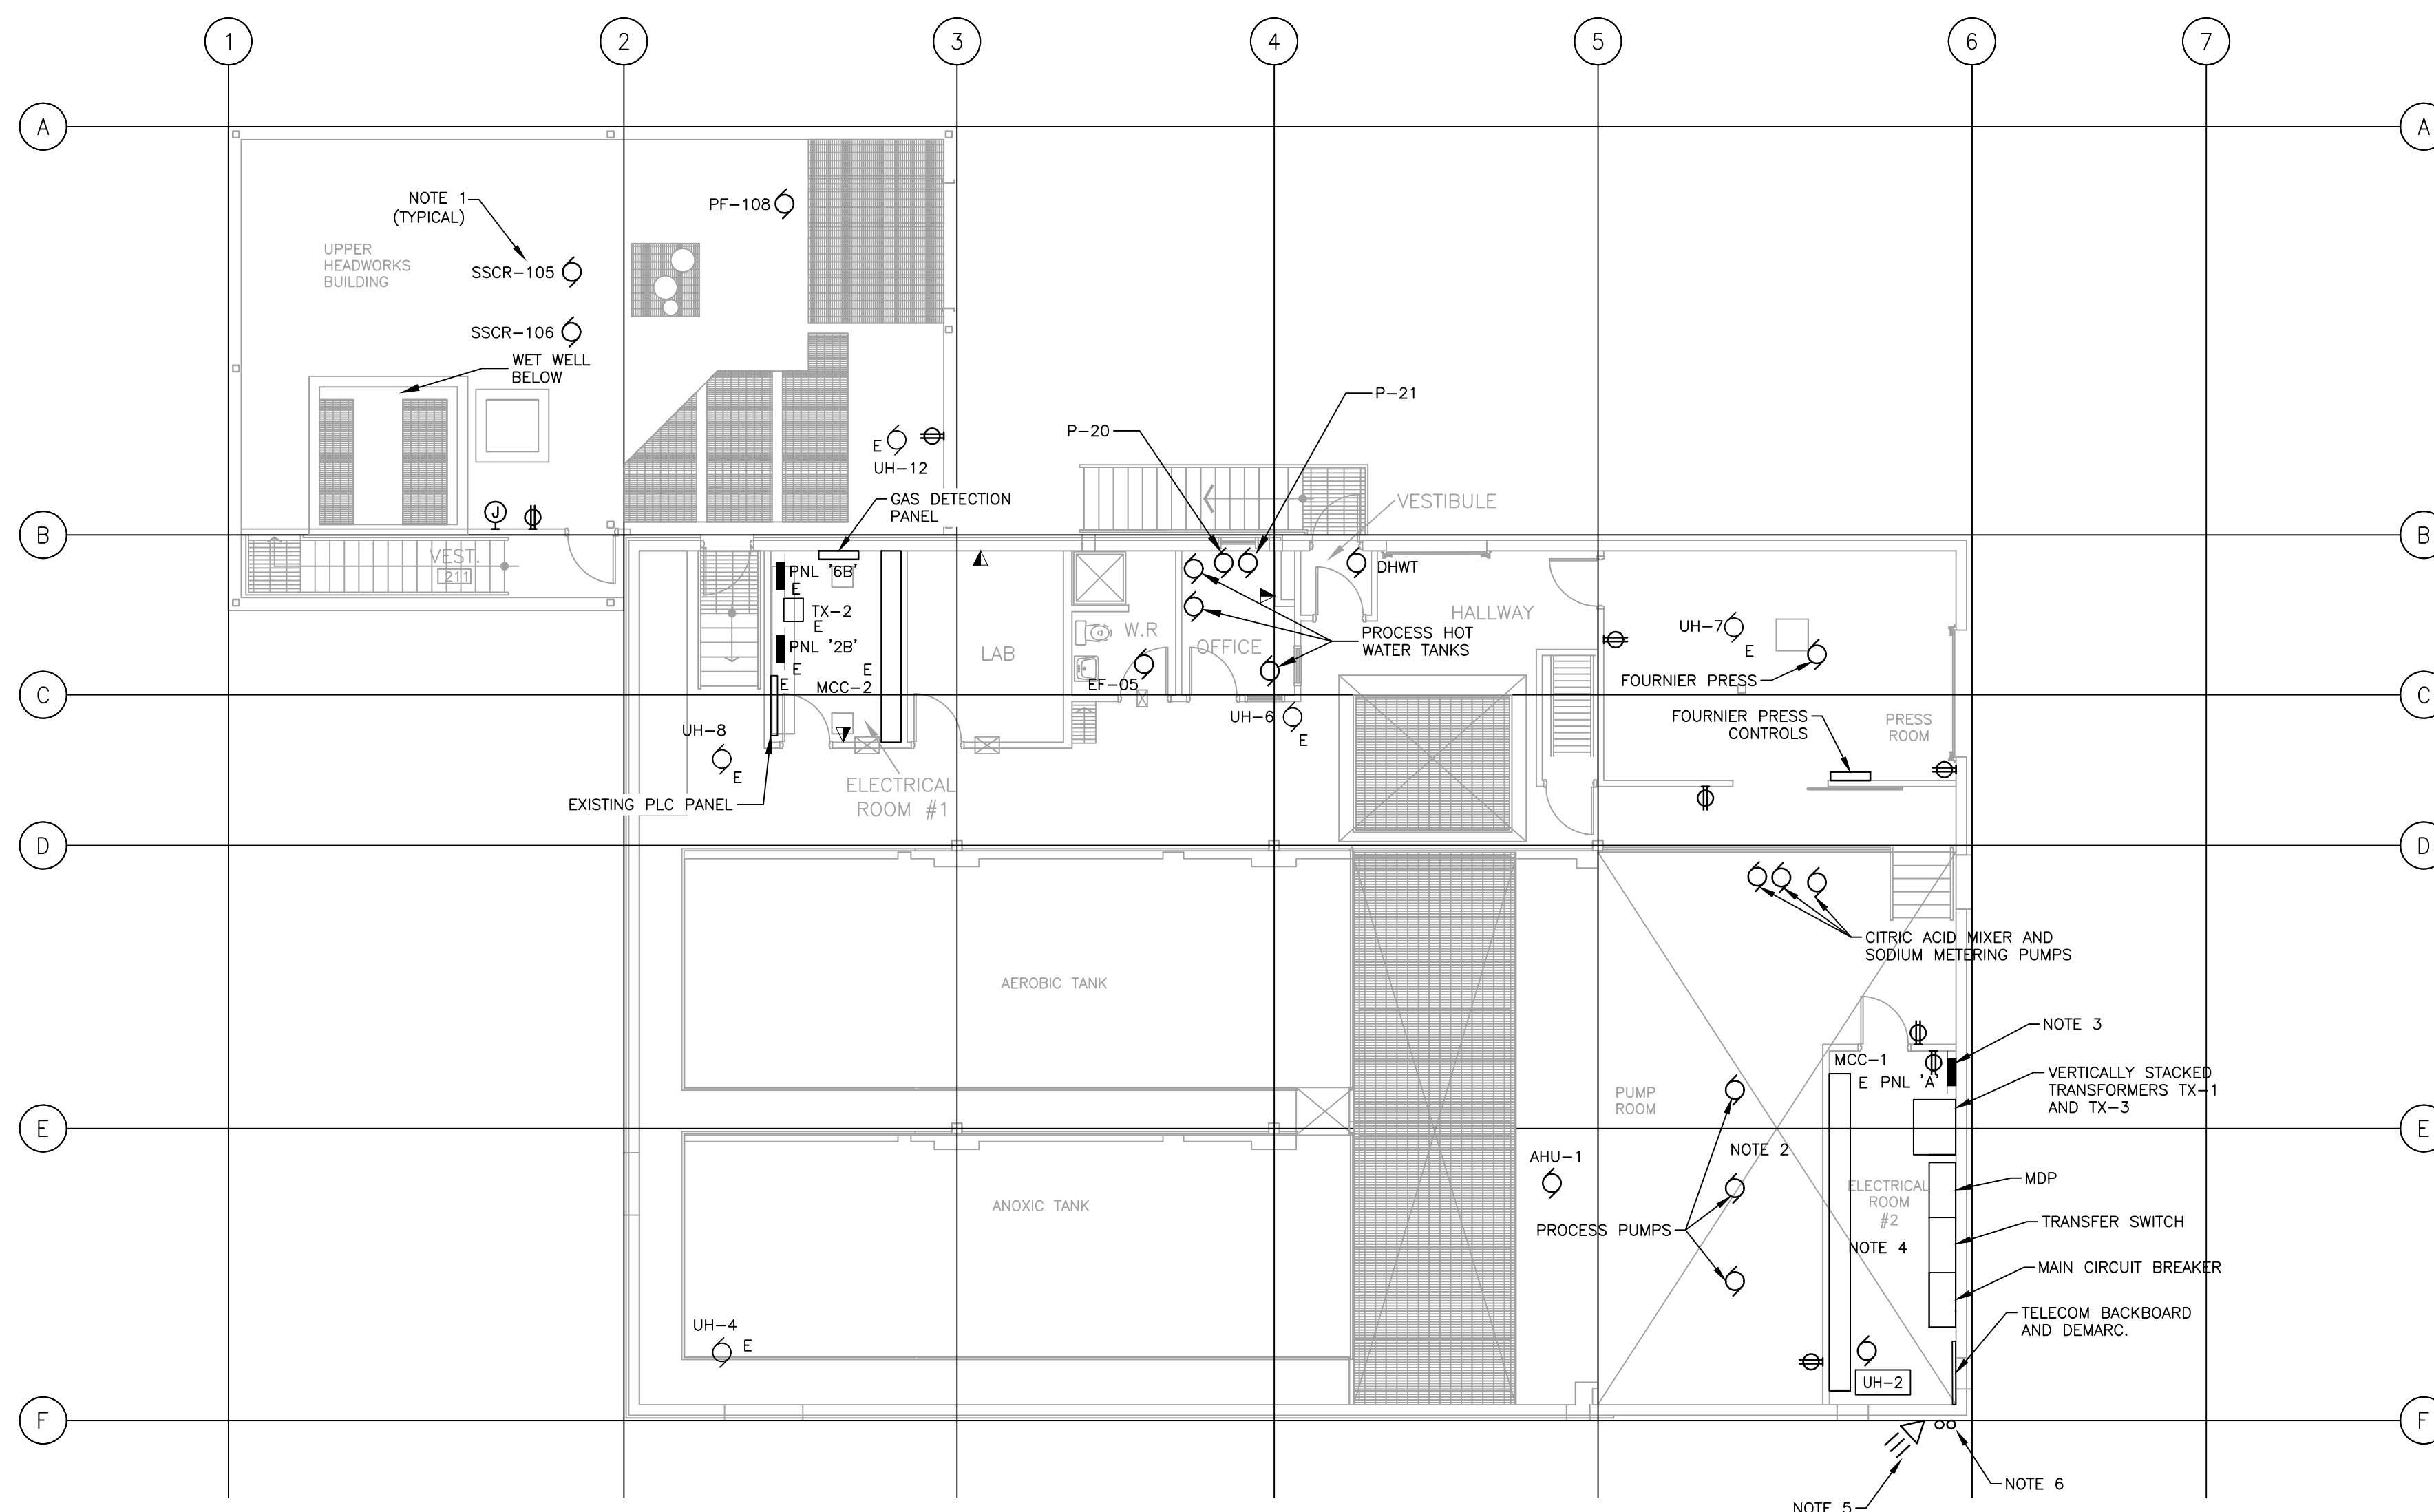 1
2
3
4
5
6
7
A
A
NOTE 1
(TYPICAL)
PF-108
UPPER
HEADWORKS
BUILDING
SSCR-105
SSCR-106
WET WELL
BELOW
P-21
P-20
E
UH-12
GAS DETECTION
PANEL
VESTIBULE
J
B
B
VEST.
211
PNL '6B'
E
TX-2
E
PNL '2B'
E
E
E
MCC-2
LAB
W.R
OFFICE
EF-05
DHWT
HALLWAY
PROCESS HOT
WATER TANKS
UH-7
E
FOURNIER PRESS
C
C
UH-8
E
UH-6
E
FOURNIER PRESS
CONTROLS
PRESS
ROOM
ELECTRICAL
ROOM #1
EXISTING PLC PANEL
D
D
CITRIC ACID MIXER AND
SODIUM METERING PUMPS
AEROBIC TANK
NOTE 3
MCC-1
E
PNL 'A'
VERTICALLY STACKED
TRANSFORMERS TX-1
AND TX-3
PUMP
ROOM
E
E
NOTE 2
AHU-1
MDP
ELECTRICAL
ROOM
#2
ANOXIC TANK
PROCESS PUMPS
TRANSFER SWITCH
NOTE 4
MAIN CIRCUIT BREAKER
TELECOM BACKBOARD
AND DEMARC.
UH-4
E
UH-2
F
F
NOTE 6
NOTE 5